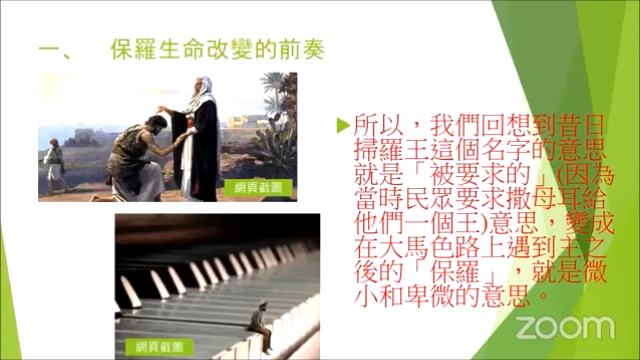 一、 保羅生命改變的前奏
網頁截圖
所以，我們回想到昔日
掃羅王這個名字的意思
就是「被要求的」(因為
當時民眾要求撒母耳給
他們一個王)意思，變成
在大馬色路上遇到主之
後的「保羅」，就是微
小和卑微的意思。
網頁截圖
zoom